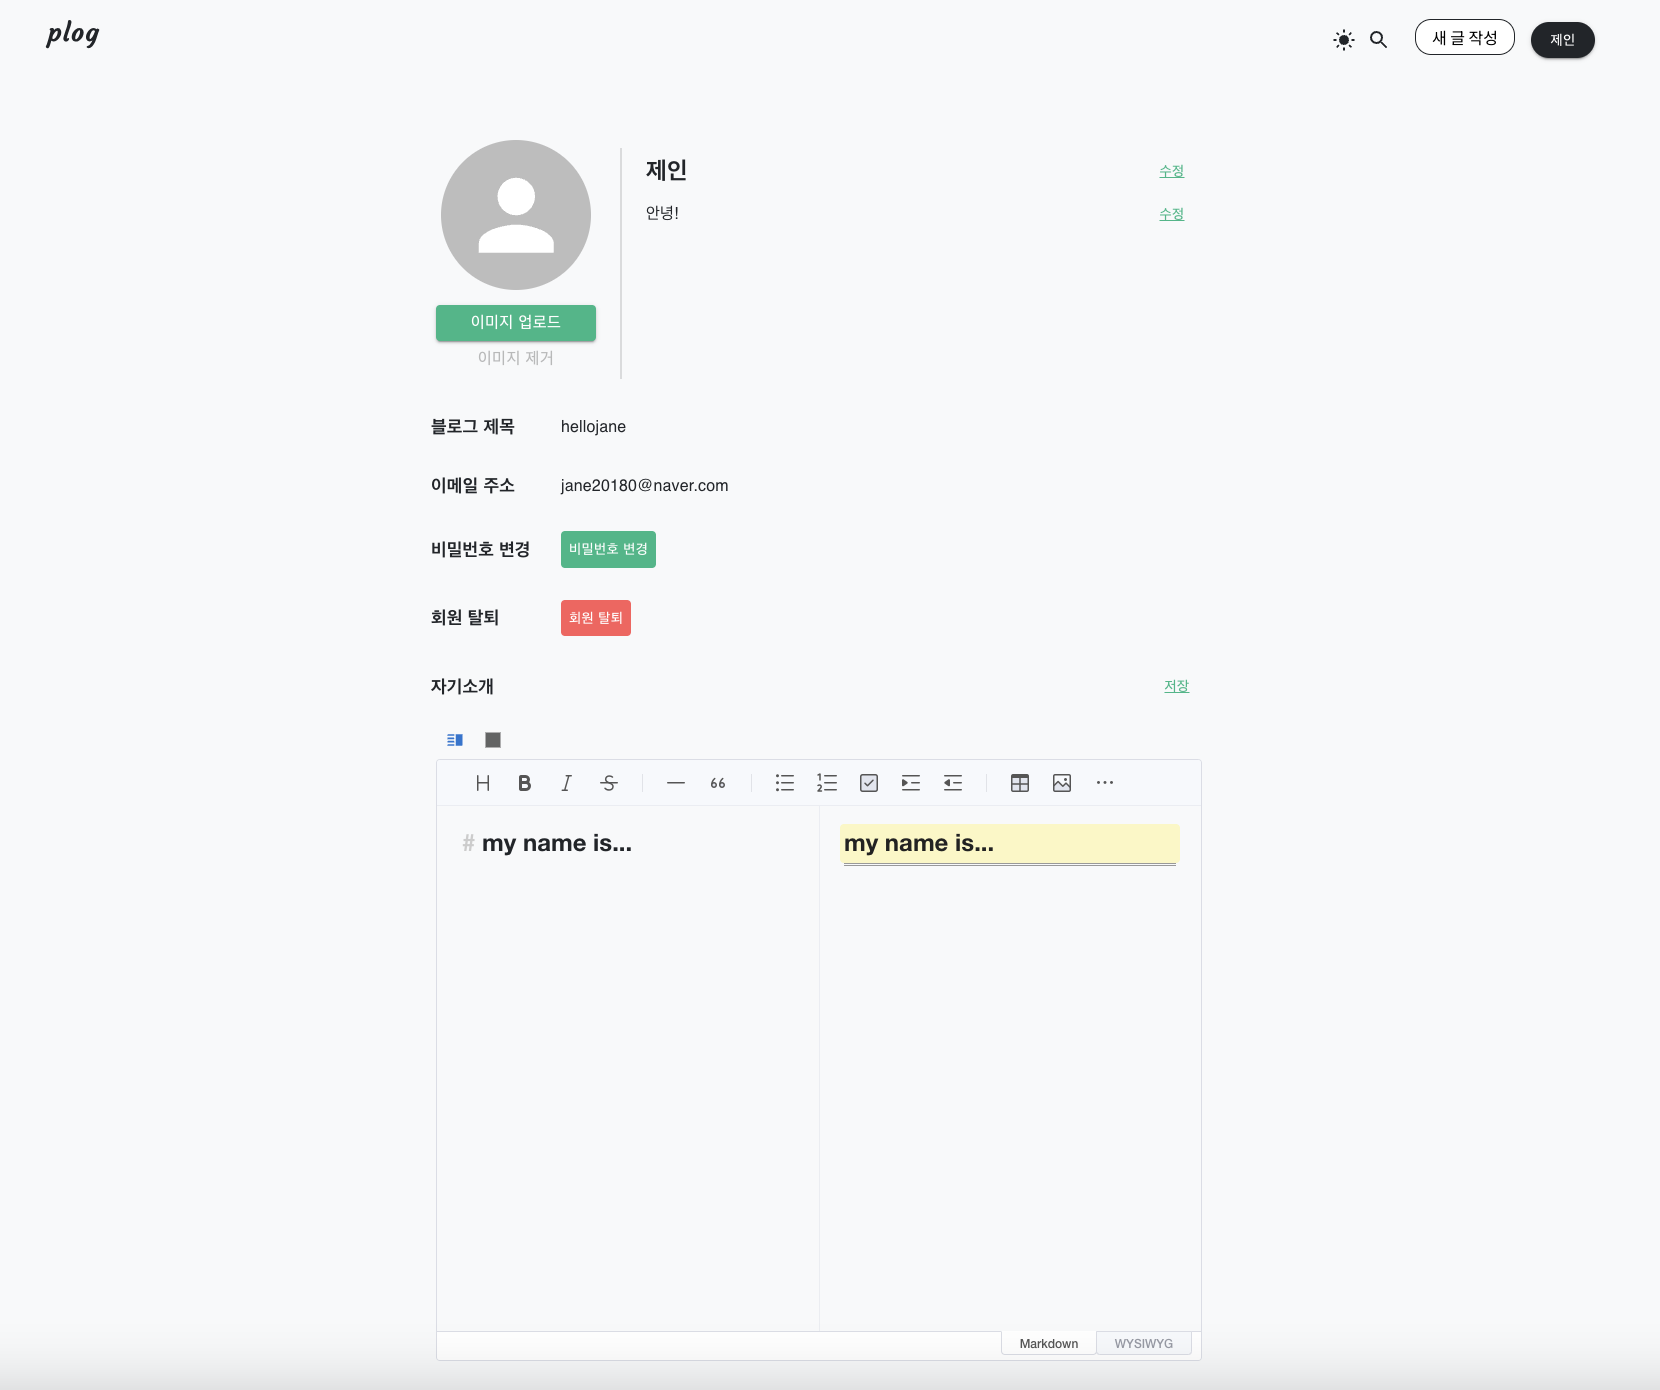 plog
새 글 작성
제인
제인
수정
안녕!
수정
이미지 업로드
이미지 제거
블로그 제목 hellojane
이메일 주소 jane20180@naver.com
비밀번호 변경 비밀번호 변경
회원 탈퇴 회원 탈퇴
자기소개 저장
H B I S 66
# my name is...
my name is...
Markdown WYSIWYG